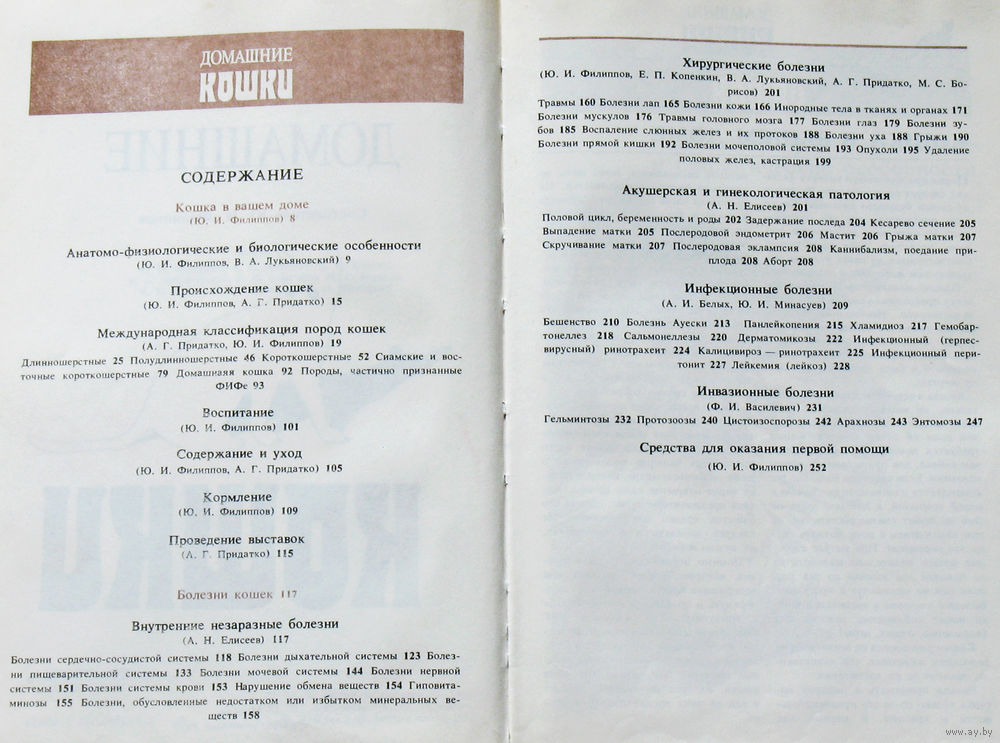 ДОМАШНИЕ
КОШКИ
СОДЕРЖАНИЕ
Кошка в вашем доме
(Ю. И. Филиппов) 8
Анатомо-физиологические и биологические особенности
(Ю. И. Филиппов, В. А. Лукьяновский) 9
Происхождение кошек
(Ю. И. Филиппов, А. Г. Придатко) 15
Международная классификация пород кошек
(А. Г. Придатко, Ю. И. Филиппов) 19
Длинношерстные 25 Полудлинношерстные 46 Короткошерстные 52 Сиамские и вос-
точные короткошерстные 79 Домашняя кошка 92 Породы, частично признанные
ФИФе 93
Воспитание
(Ю. И. Филиппов) 101
Содержание и уход
(Ю. И. Филиппов, А. Г. Придатко) 105
Кормление
(Ю. И. Филиппов) 109
Проведение выставок
(А. Г. Придатко) 115
Болезни кошек 117
Внутренние незаразные болезни
(А. Н. Елисеев) 117
Болезни сердечно-сосудистой системы 118 Болезни дыхательной системы 123 Болез-
ни пищеварительной системы 133 Болезни мочевой системы 144 Болезни нервной
системы 151 Болезни системы крови 153 Нарушение обмена веществ 154 Гиповита-
минозы 155 Болезни, обусловленные недостатком или избытком минеральных ве-
ществ 158
Хирургические болезни
(Ю. И. Филиппов, Е. П. Копенкин, В. А. Лукьяновский, А. Г. Придатко, М. С. Бо-
рисов) 201
Травмы 160 Болезни лап 165 Болезни кожи 166 Инородные тела в тканях и органах 171
Болезни мускулов 176 Травмы головного мозга 177 Болезни глаз 179 Болезни зу-
бов 185 Воспаление слюнных желез и их протоков 188 Болезни уха 188 Грыжи 190
Болезни прямой кишки 192 Болезни мочеполовой системы 193 Опухоли 195 Удаление
половых желез, кастрация 199
Акушерская и гинекологическая патология
(А. Н. Елисеев) 201
Половой цикл, беременность и роды 202 Задержание последа 204 Кесарево сечение 205
Выпадение матки 205 Послеродовой эндометрит 206 Мастит 206 Грыжа матки 207
Скручивание матки 207 Послеродовая эклампсия 208 Каннибализм, поедание при-
плода 208 Аборт 208
Инфекционные болезни
(А. И. Белых, Ю. И. Минасуев) 209
Бешенство 210 Болезнь Ауески 213 Панлейкопения 215 Хламидиоз 217 Гемобар-
тонеллез 218 Сальмонеллезы 220 Дерматомикозы 222 Инфекционный (герпес-
вирусный) ринотрахеит 224 Калицивироз — ринотрахеит 225 Инфекционный пери-
тонит 227 Лейкемия (лейкоз) 228
Инвазионные болезни
(Ф. И. Василевич) 231
Гельминтозы 232 Протозоозы 240 Цистоизоспорозы 242 Арахнозы 243 Энтомозы 247
Средства для оказания первой помощи
(Ю. И. Филиппов) 252
www.ay.by